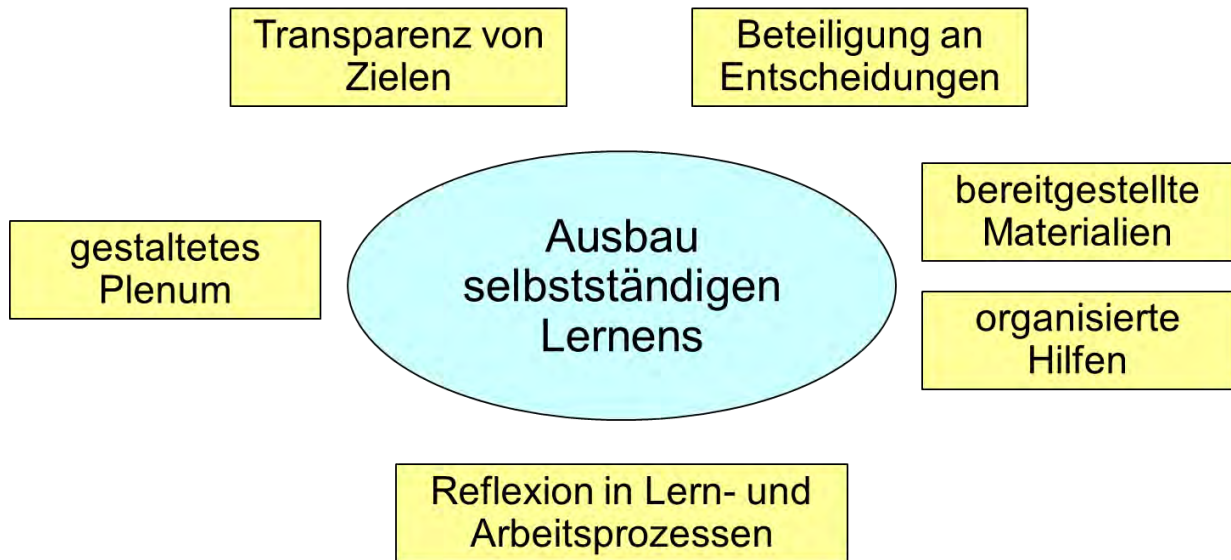 Transparenz von
Zielen
Beteiligung an
Entscheidungen
bereitgestellte
Materialien
gestaltetes
Plenum
Ausbau
selbstständigen
Lernens
organisierte
Hilfen
Reflexion in Lern- und
Arbeitsprozessen